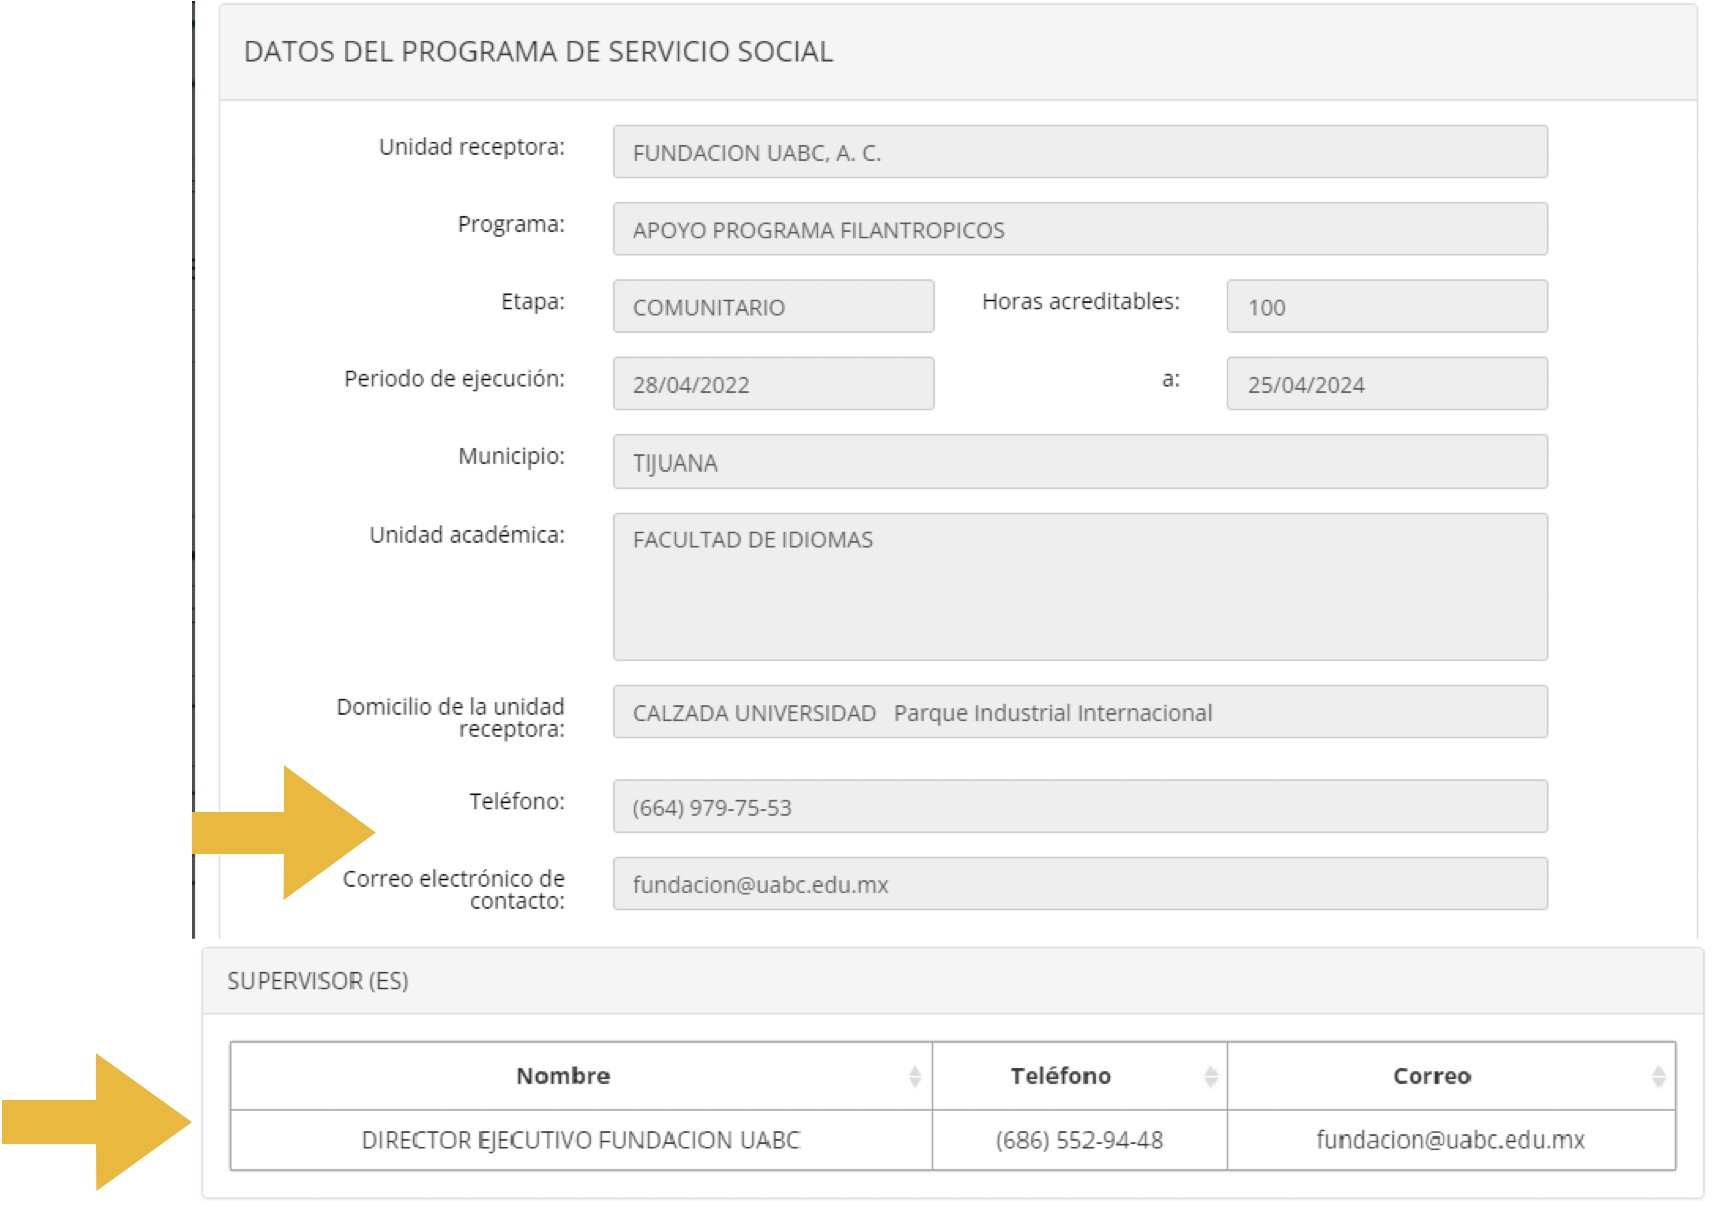 DATOS DEL PROGRAMA DE SERVICIO SOCIAL
Unidad receptora: FUNDACION UABC, A. C.
Programa: APOYO PROGRAMA FILANTROPICOS
Etapa: COMUNITARIO Horas acreditables: 100
Periodo de ejecución: 28/04/2022 a: 25/04/2024
Municipio: TIJUANA
Unidad académica: FACULTAD DE IDIOMAS
Domicilio de la unidad
receptora: CALZADA UNIVERSIDAD Parque Industrial Internacional
Teléfono: (664) 979-75-53
Correo electrónico de
contacto: fundacion@uabc.edu.mx
SUPERVISOR (ES)
Nombre Teléfono Correo
DIRECTOR EJECUTIVO FUNDACION UABC (686) 552-94-48 fundacion@uabc.edu.mx